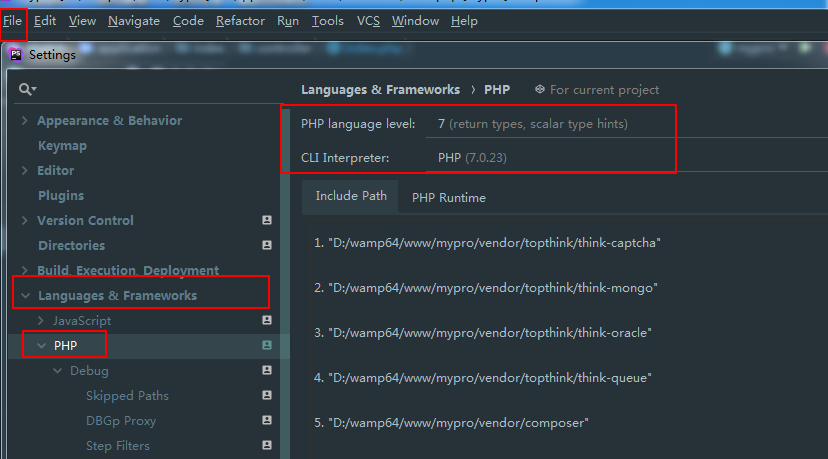 File Edit View Navigate Code Refactor Run Tools VCS Window Help
PS Settings
Languages & Frameworks › PHP For current project
Appearance & Behavior
Keymap
Editor
Plugins
Version Control
Directories
Build, Execution, Deployment
Languages & Frameworks
JavaScript
PHP
Debug
Skipped Paths
DBGp Proxy
Step Filters
PHP language level: 7 (return types, scalar type hints)
CLI Interpreter: PHP (7.0.23)
Include Path PHP Runtime
1. "D:/wamp64/www/mypro/vendor/topthink/think-captcha"
2. "D:/wamp64/www/mypro/vendor/topthink/think-mongo"
3. "D:/wamp64/www/mypro/vendor/topthink/think-oracle"
4. "D:/wamp64/www/mypro/vendor/topthink/think-queue"
5. "D:/wamp64/www/mypro/vendor/composer"